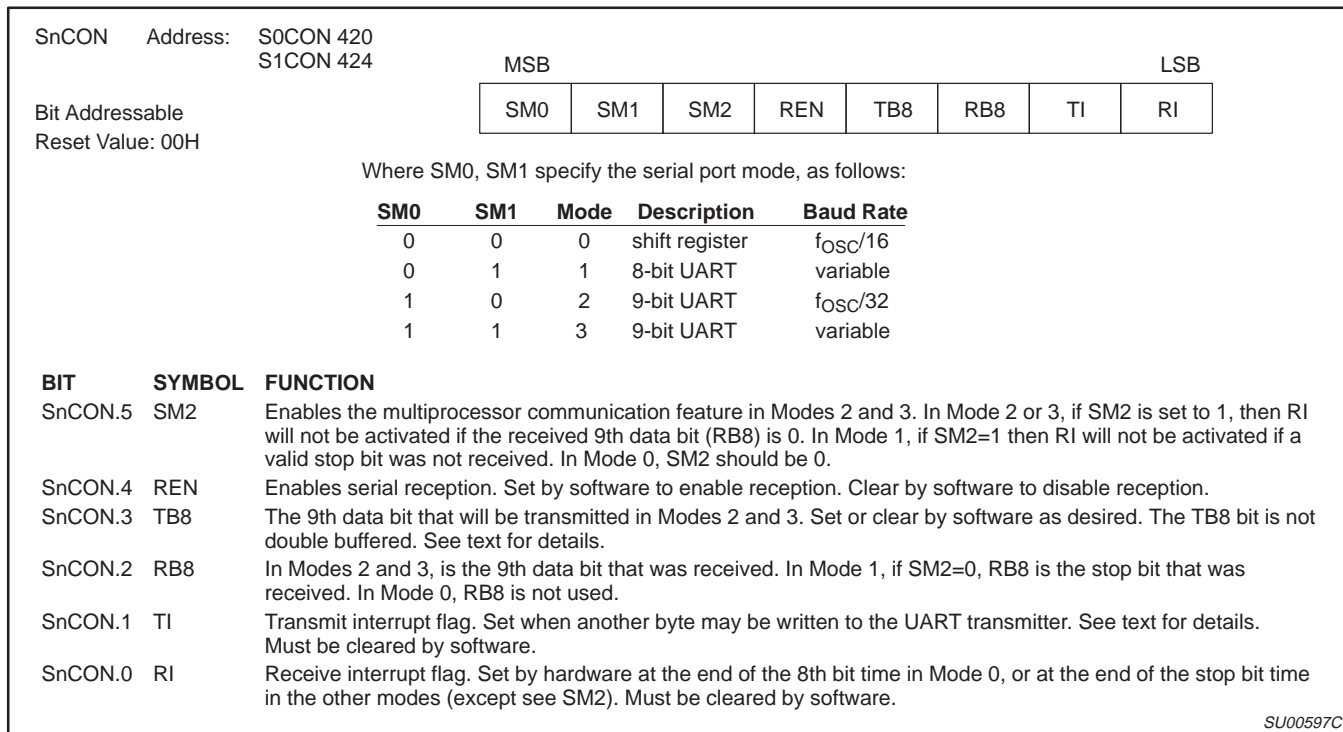 SnCON Address: S0CON 420
S1CON 424
MSB LSB
Bit Addressable
Reset Value: 00H
SM0 SM1 SM2 REN TB8 RB8 TI RI
Where SM0, SM1 specify the serial port mode, as follows:
SM0 SM1 Mode Description Baud Rate
0 0 0 shift register fOSC/16
0 1 1 8-bit UART variable
1 0 2 9-bit UART fOSC/32
1 1 3 9-bit UART variable
BIT SYMBOL FUNCTION
SnCON.5 SM2 Enables the multiprocessor communication feature in Modes 2 and 3. In Mode 2 or 3, if SM2 is set to 1, then RI
will not be activated if the received 9th data bit (RB8) is 0. In Mode 1, if SM2=1 then RI will not be activated if a
valid stop bit was not received. In Mode 0, SM2 should be 0.
SnCON.4 REN Enables serial reception. Set by software to enable reception. Clear by software to disable reception.
SnCON.3 TB8 The 9th data bit that will be transmitted in Modes 2 and 3. Set or clear by software as desired. The TB8 bit is not
double buffered. See text for details.
SnCON.2 RB8 In Modes 2 and 3, is the 9th data bit that was received. In Mode 1, if SM2=0, RB8 is the stop bit that was
received. In Mode 0, RB8 is not used.
SnCON.1 TI Transmit interrupt flag. Set when another byte may be written to the UART transmitter. See text for details.
Must be cleared by software.
SnCON.0 RI Receive interrupt flag. Set by hardware at the end of the 8th bit time in Mode 0, or at the end of the stop bit time
in the other modes (except see SM2). Must be cleared by software.
SU00597C